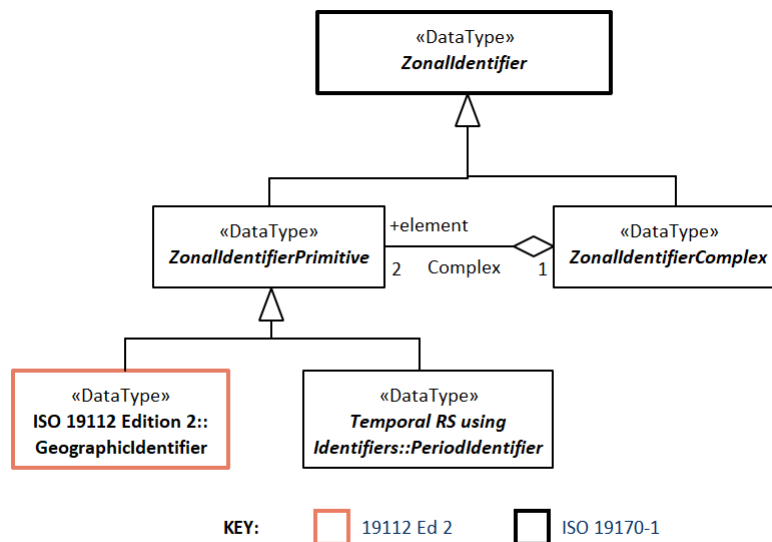 «DataType»
ZonalIdentifier
«DataType»
ZonalIdentifierPrimitive
+element
2
Complex
1
«DataType»
ZonalIdentifierComplex
«DataType»
ISO 19112 Edition 2::
GeographicIdentifier
«DataType»
Temporal RS using
Identifiers::PeriodIdentifier
KEY:
19112 Ed 2
ISO 19170-1